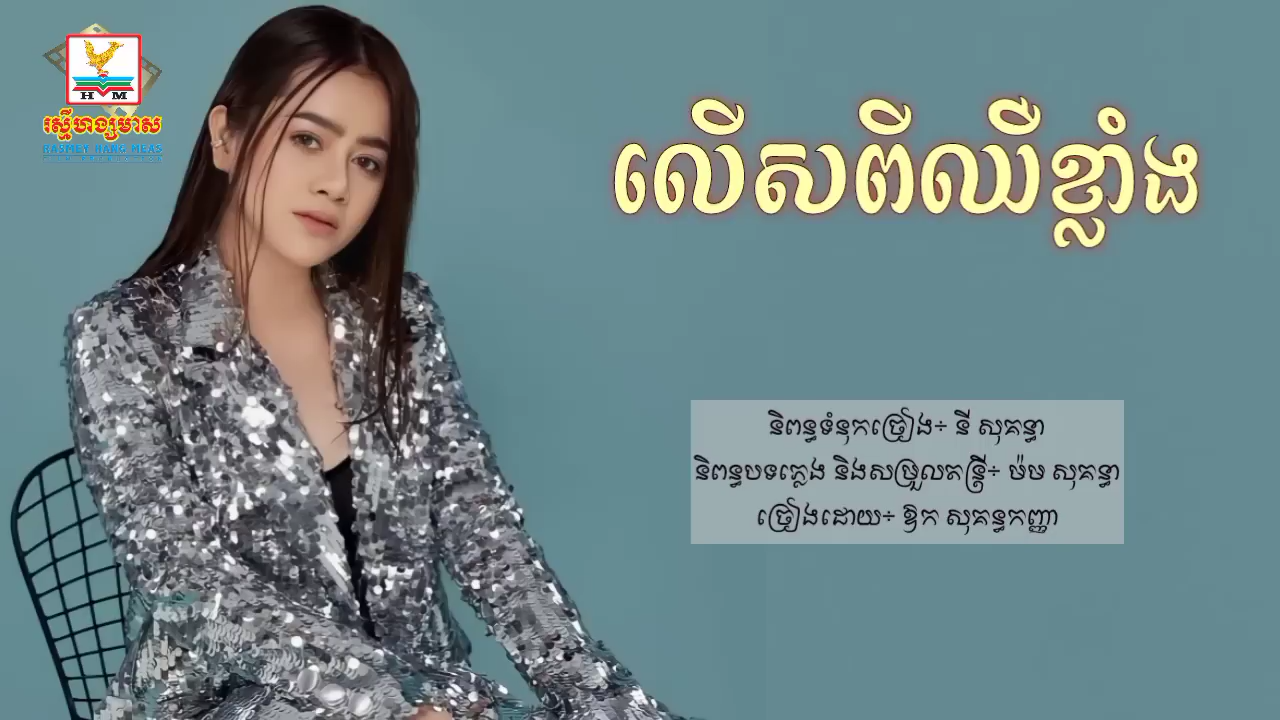 H M
រស្មីហង្សមាស
RASMEY HANG MEAS
លើសពីឈឺខ្លាំង
និពន្ធទំនុកច្រៀង÷ នី សុគន្ធា
និពន្ធបទភ្លេង និងសម្រួលតន្ត្រី÷ ម៉ម សុគន្ធា
ច្រៀងដោយ÷ ឱក សុគន្ធកញ្ញា